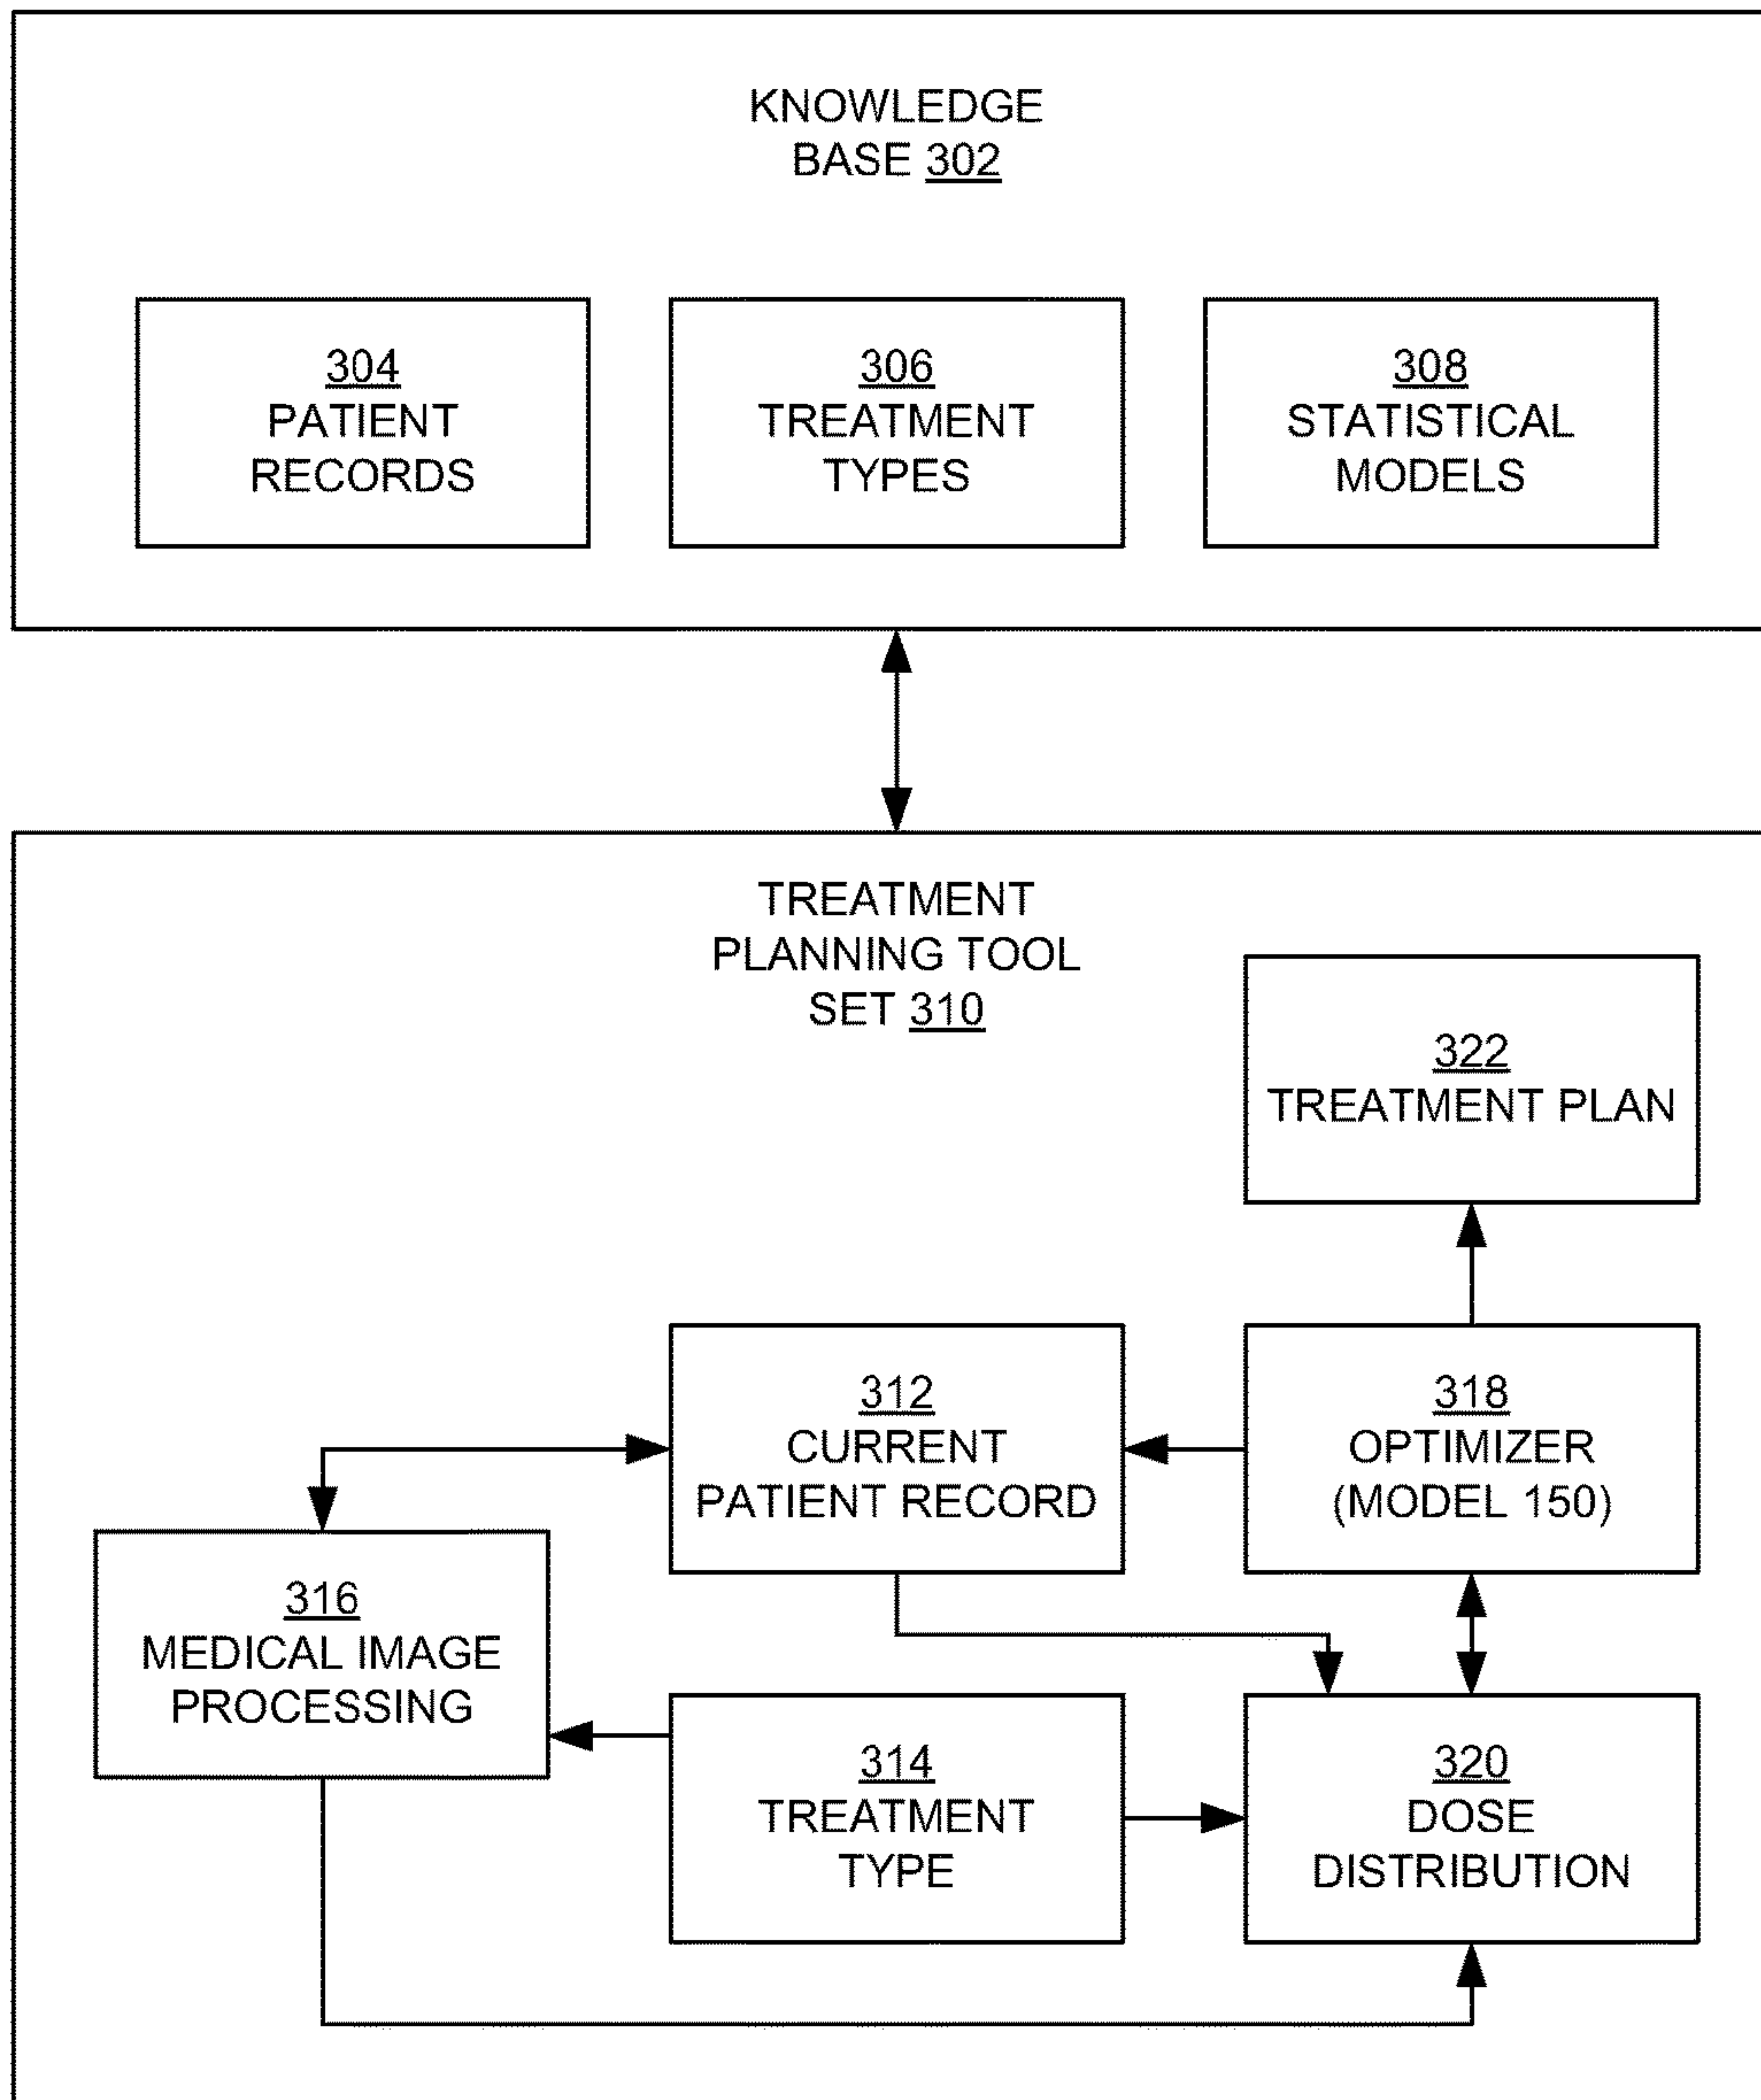 KNOWLEDGE
BASE 302
304
PATIENT
RECORDS
306
TREATMENT
TYPES
308
STATISTICAL
MODELS
TREATMENT
PLANNING TOOL
SET 310
322
TREATMENT PLAN
312
CURRENT
PATIENT RECORD
318
OPTIMIZER
(MODEL 150)
316
MEDICAL IMAGE
PROCESSING
314
TREATMENT
TYPE
320
DOSE
DISTRIBUTION